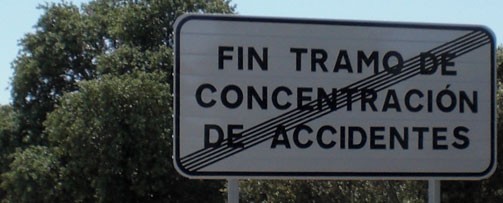 FIN TRAMO DE
CONCENTRACIÓN
DE ACCIDENTES